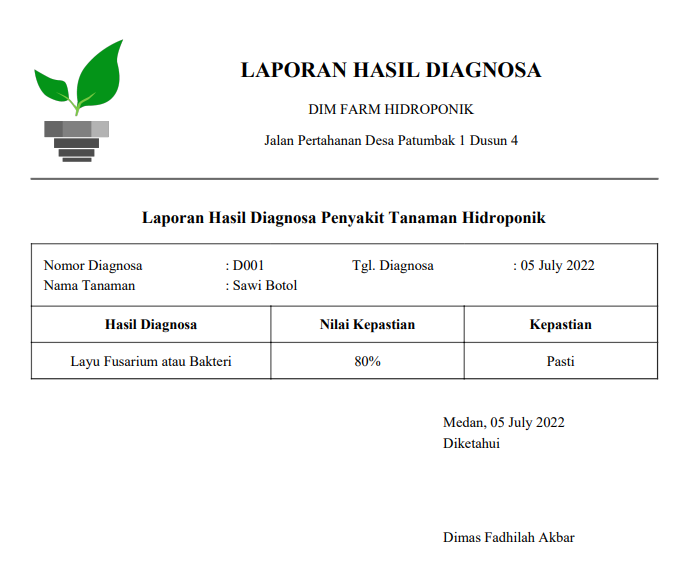 LAPORAN HASIL DIAGNOSA
DIM FARM HIDROPONIK
Jalan Pertahanan Desa Patumbak 1 Dusun 4
Laporan Hasil Diagnosa Penyakit Tanaman Hidroponik
Nomor Diagnosa : D001 Tgl. Diagnosa : 05 July 2022
Nama Tanaman : Sawi Botol
Hasil Diagnosa Nilai Kepastian Kepastian
Layu Fusarium atau Bakteri 80% Pasti
Medan, 05 July 2022
Diketahui
Dimas Fadhilah Akbar